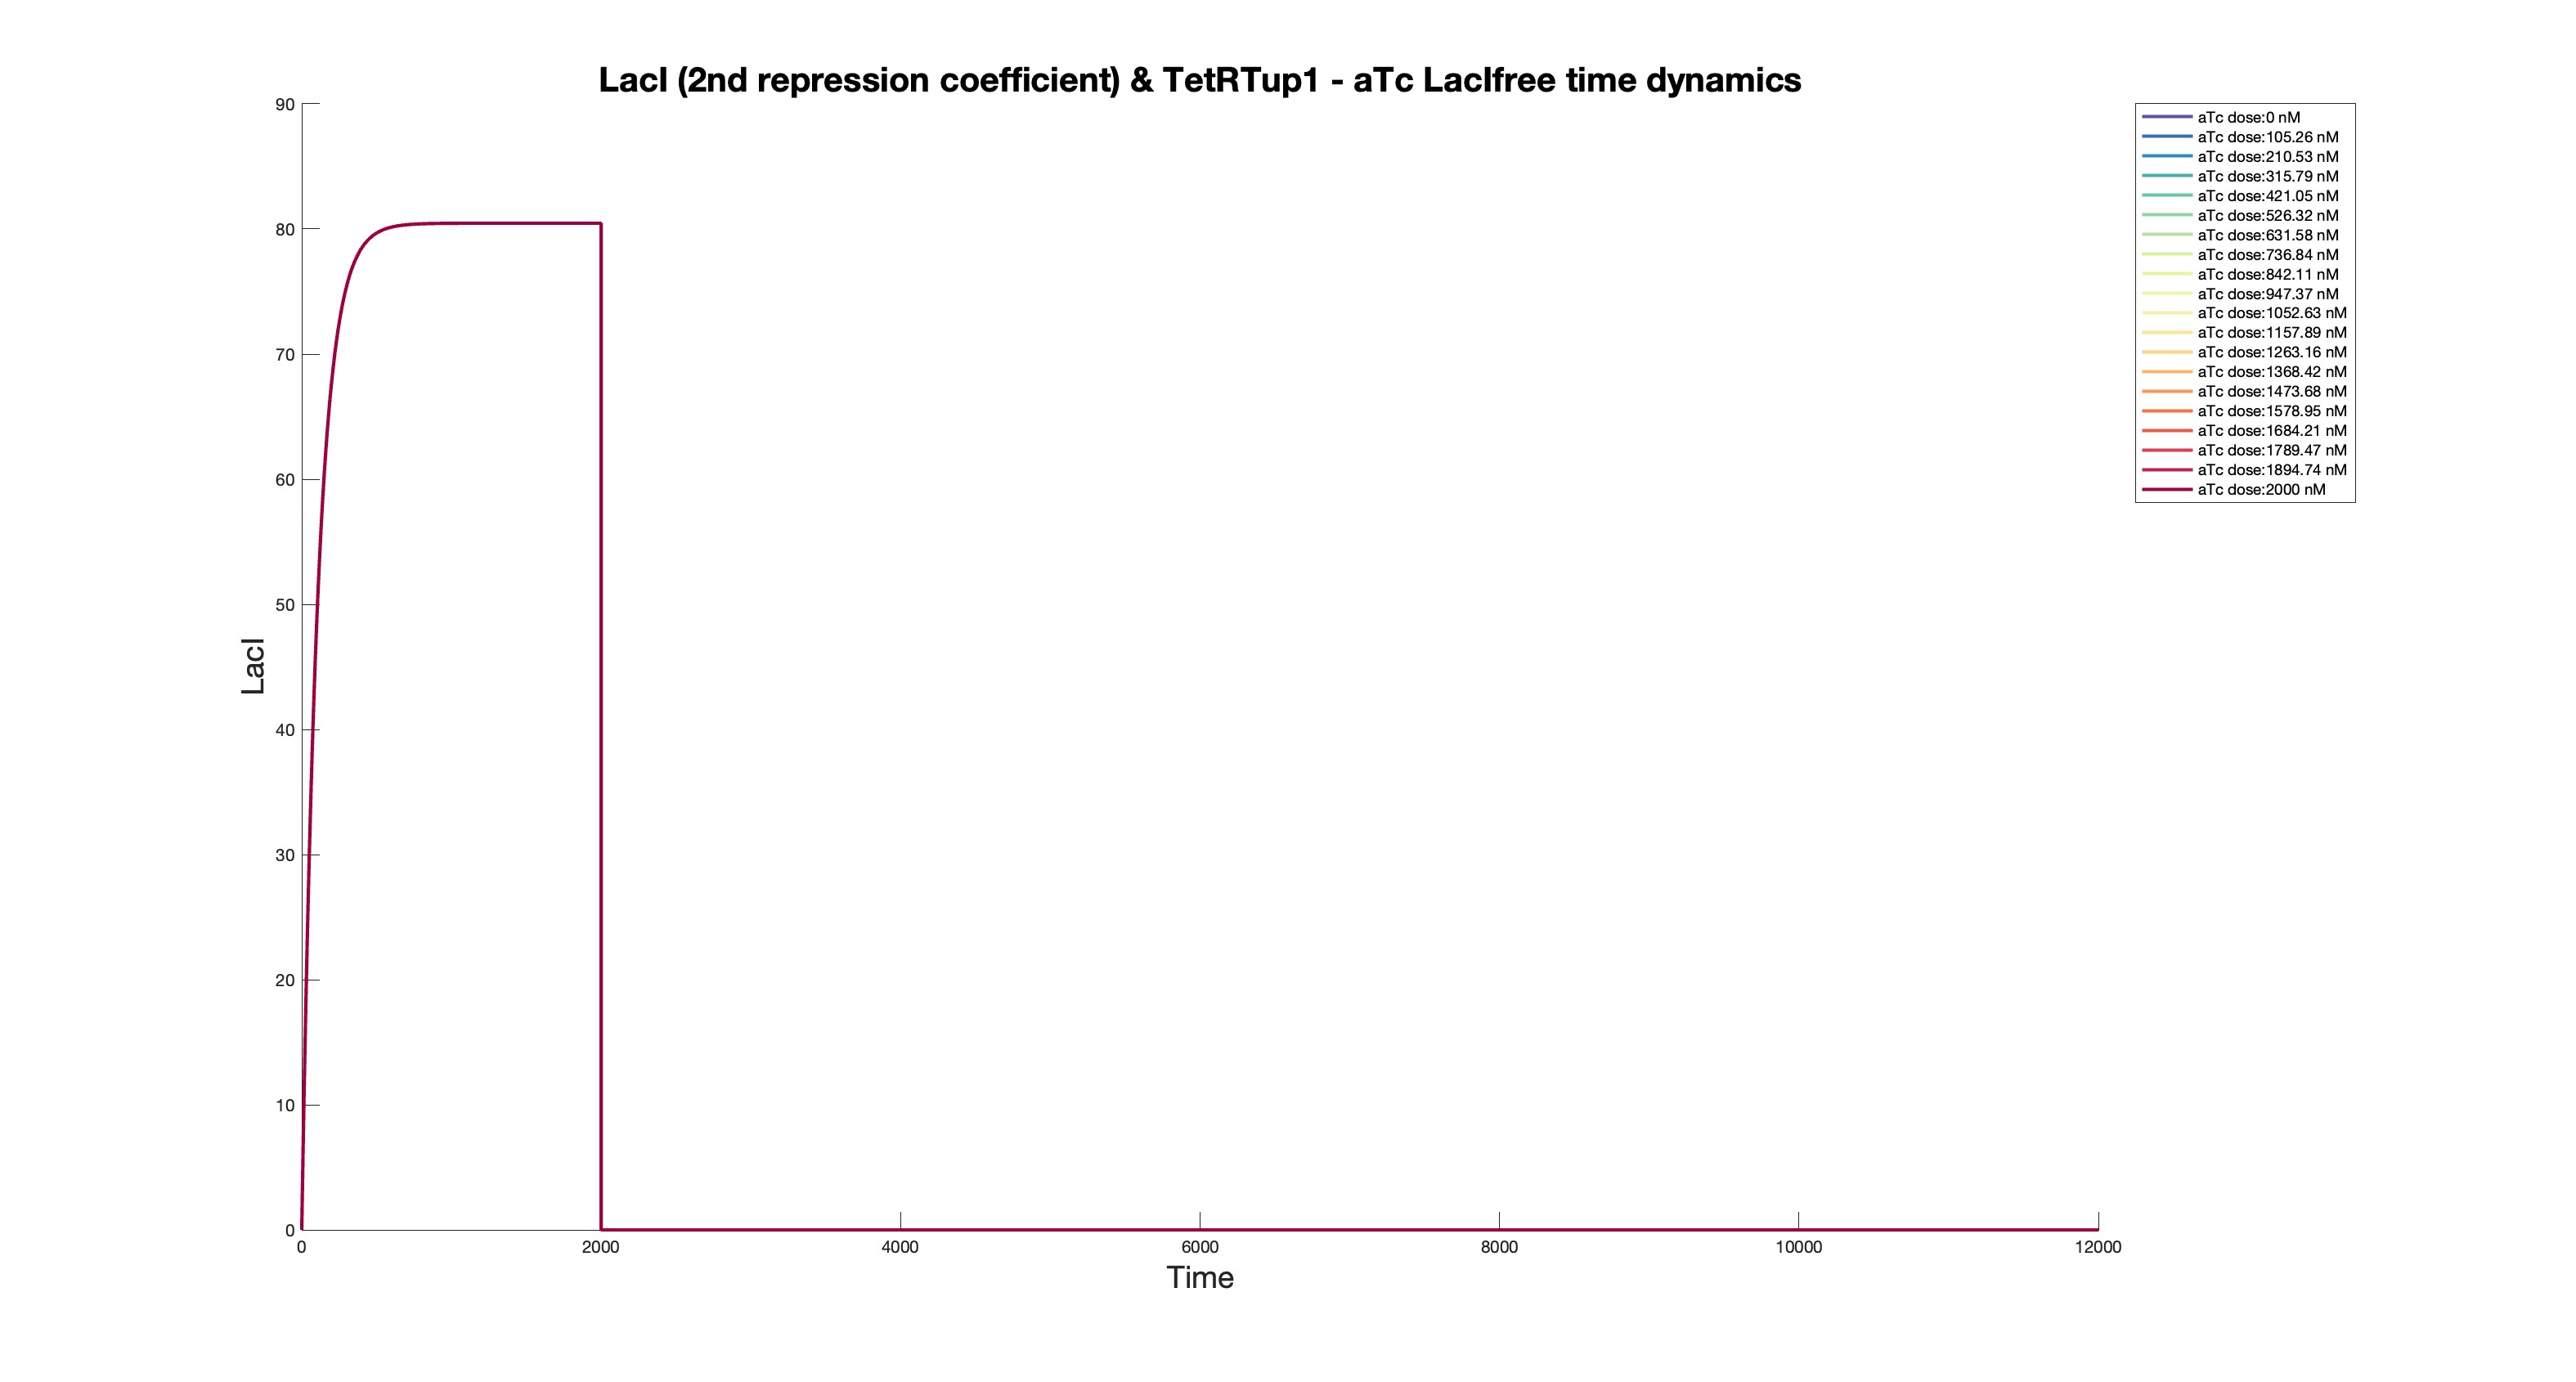 LacI (2nd repression coefficient) & TetRTup1 - aTc LacIfree time dynamics
90
80
70
60
50
40
30
20
10
0
LacI
0 2000 4000 6000 8000 10000 12000
Time
aTc dose:0 nM
aTc dose:105.26 nM
aTc dose:210.53 nM
aTc dose:315.79 nM
aTc dose:421.05 nM
aTc dose:526.32 nM
aTc dose:631.58 nM
aTc dose:736.84 nM
aTc dose:842.11 nM
aTc dose:947.37 nM
aTc dose:1052.63 nM
aTc dose:1157.89 nM
aTc dose:1263.16 nM
aTc dose:1368.42 nM
aTc dose:1473.68 nM
aTc dose:1578.95 nM
aTc dose:1684.21 nM
aTc dose:1789.47 nM
aTc dose:1894.74 nM
aTc dose:2000 nM